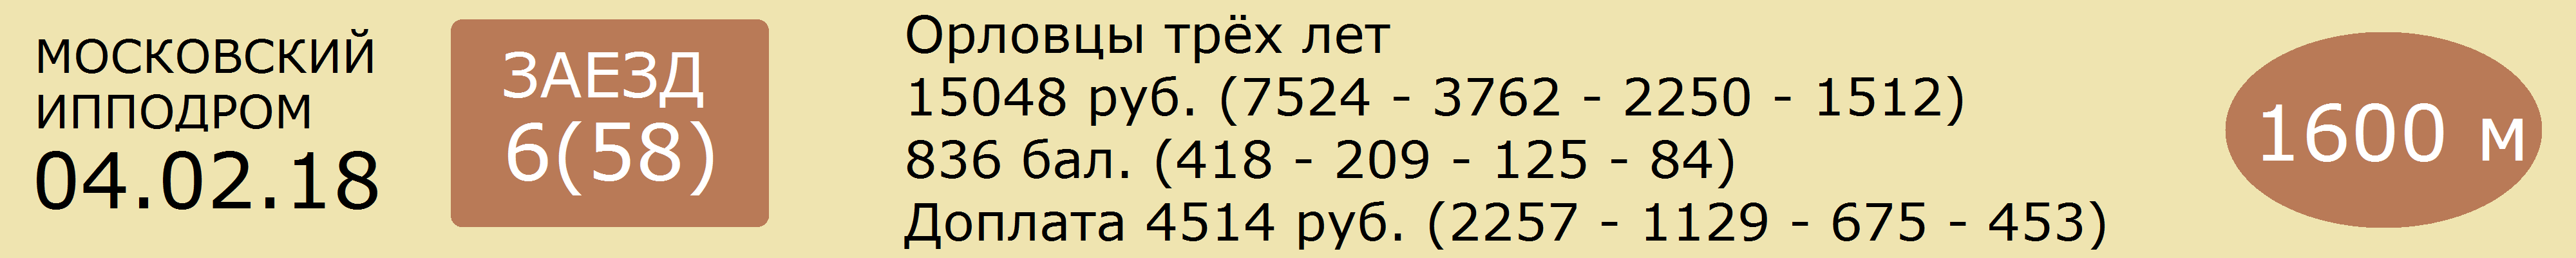 МОСКОВСКИЙ
ИППОДРОМ
04.02.18
ЗАЕЗД
6(58)
Орловцы трёх лет
15048 руб. (7524 - 3762 - 2250 - 1512)
836 бал. (418 - 209 - 125 - 84)
Доплата 4514 руб. (2257 - 1129 - 675 - 453)
1600 м